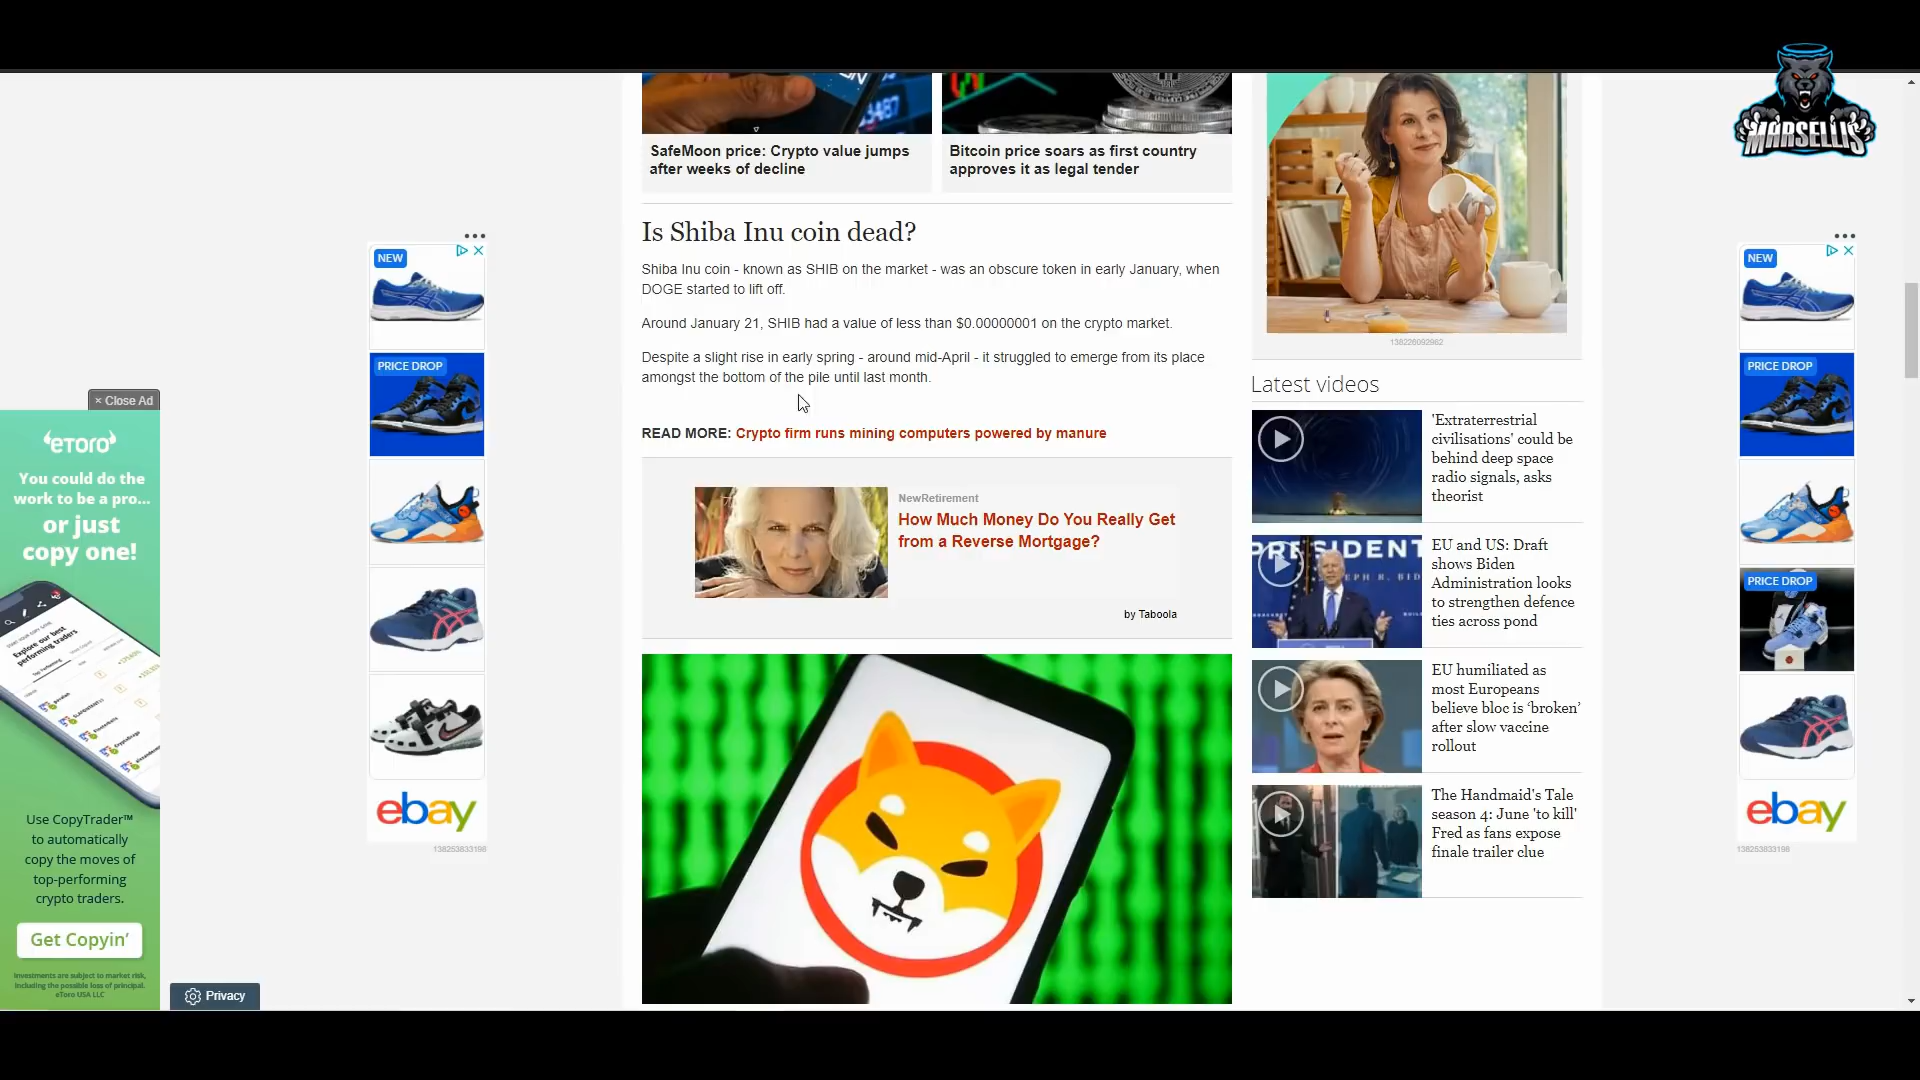 MARSELLIS
SafeMoon price: Crypto value jumps
after weeks of decline
Bitcoin price soars as first country
approves it as legal tender
138226092962
Is Shiba Inu coin dead?
Shiba Inu coin - known as SHIB on the market - was an obscure token in early January, when
DOGE started to lift off.
Around January 21, SHIB had a value of less than $0.00000001 on the crypto market.
Despite a slight rise in early spring - around mid-April - it struggled to emerge from its place
amongst the bottom of the pile until last month.
READ MORE: Crypto firm runs mining computers powered by manure
NewRetirement
How Much Money Do You Really Get
from a Reverse Mortgage?
by Taboola
Latest videos
'Extraterrestrial
civilisations' could be
behind deep space
radio signals, asks
theorist
EU and US: Draft
shows Biden
Administration looks
to strengthen defence
ties across pond
EU humiliated as
most Europeans
believe bloc is ‘broken’
after slow vaccine
rollout
The Handmaid's Tale
season 4: June 'to kill'
Fred as fans expose
finale trailer clue
NEW
PRICE DROP
ebay
138253833198
NEW
PRICE DROP
PRICE DROP
ebay
138253833198
× Close Ad
eToro
You could do the
work to be a pro...
or just
copy one!
Explore our best
performing traders
Use CopyTrader™
to automatically
copy the moves of
top-performing
crypto traders.
Get Copyin’
Investments are subject to market risk,
including the possible loss of principal.
eToro USA LLC
Privacy